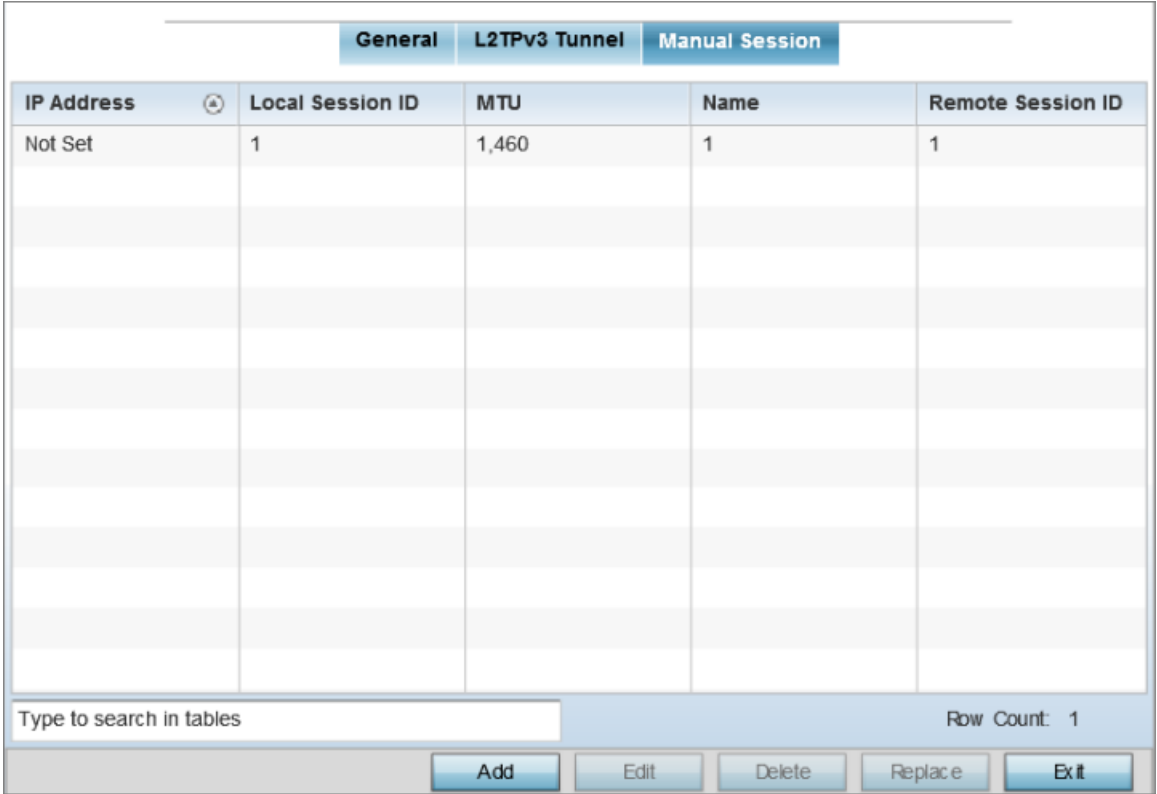 General L2TPv3 Tunnel Manual Session
IP Address Local Session ID MTU Name Remote Session ID
Not Set 1 1,460 1 1
Type to search in tables Row Count: 1
Add Edit Delete Replace Exit